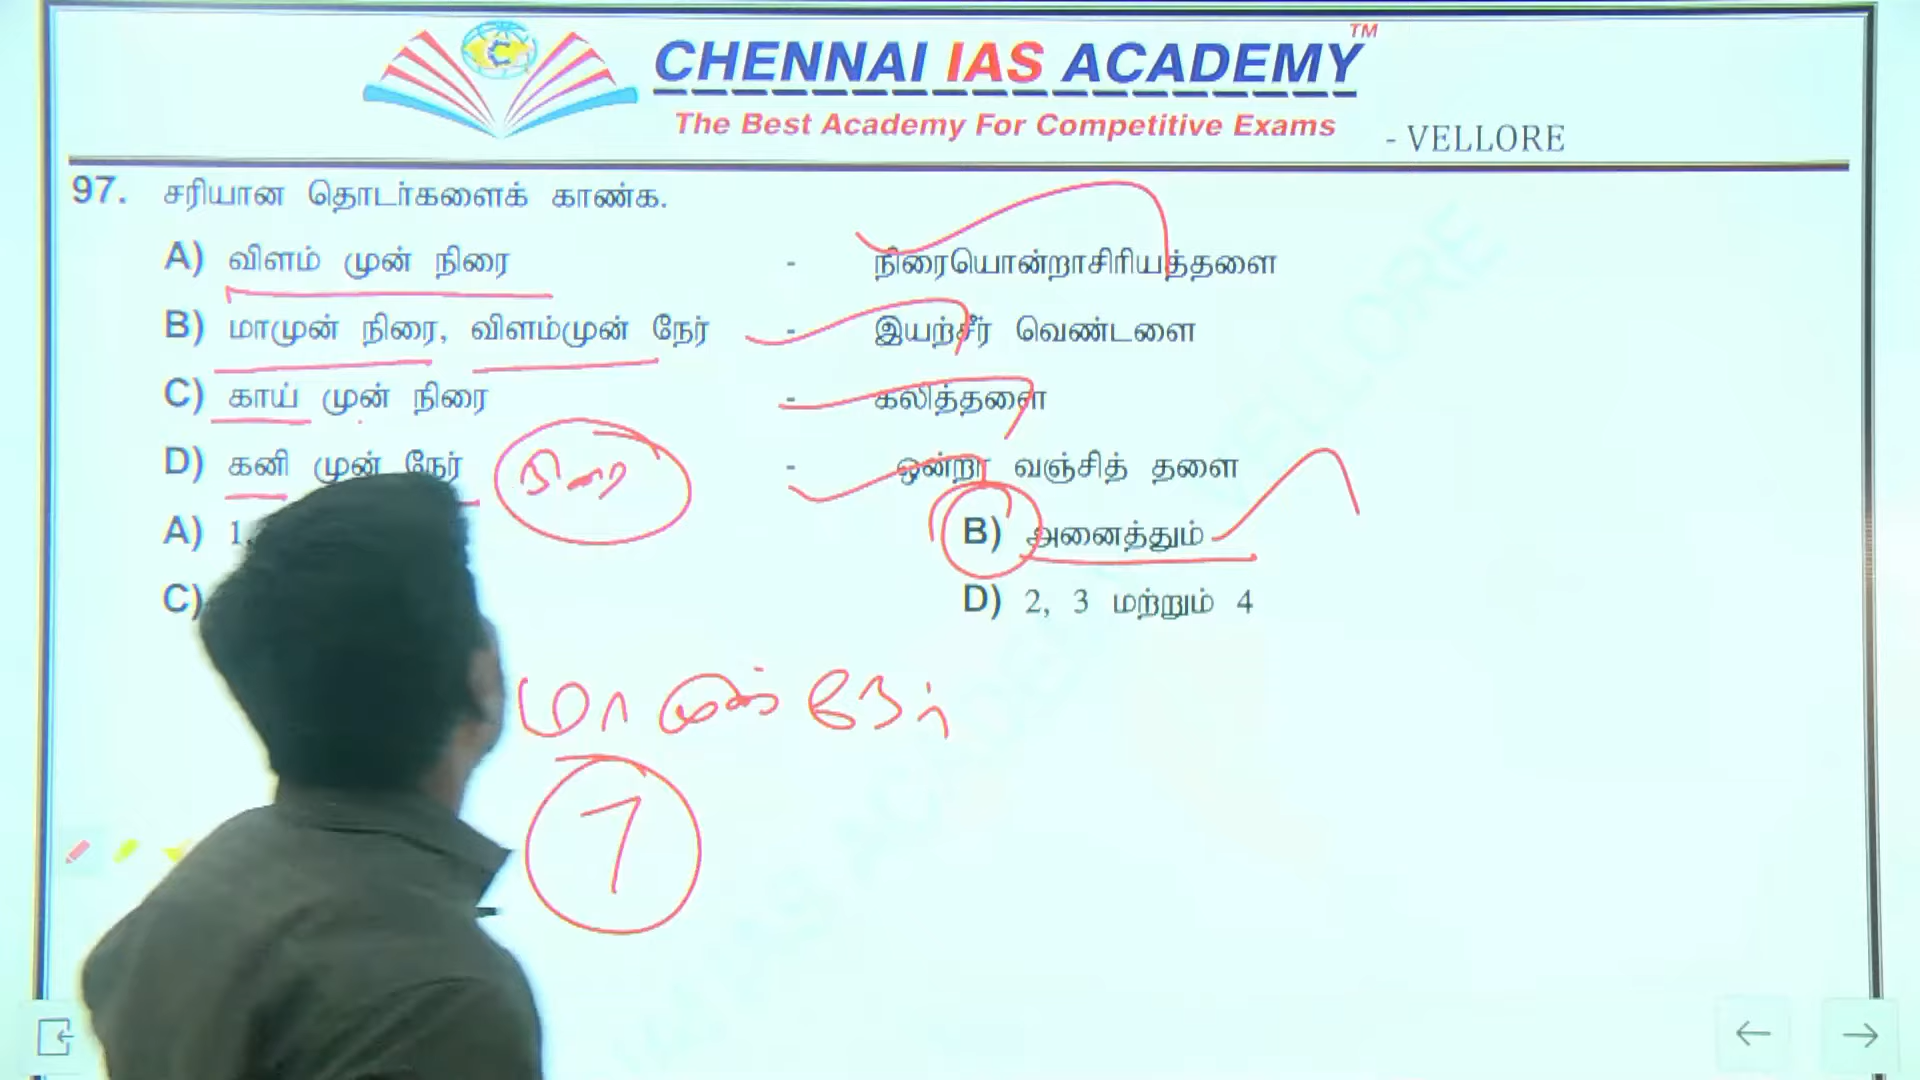 TM
CHENNAI IAS ACADEMY
The Best Academy For Competitive Exams
- VELLORE
97. சரியான தொடர்களைக் காண்க.
A) விளம் முன் நிரை - நிரையொன்றாசிரியத்தளை
B) மாமுன் நிரை, விளம்முன் நேர் - இயற்சீர் வெண்டளை
C) காய் முன் நிரை - கலித்தளை
D) கனி முன் நேர் நிரை - ஒன்றா வஞ்சித் தளை
A) 1, B) அனைத்தும்
C) D) 2, 3 மற்றும் 4
மா முன் நேர்
7